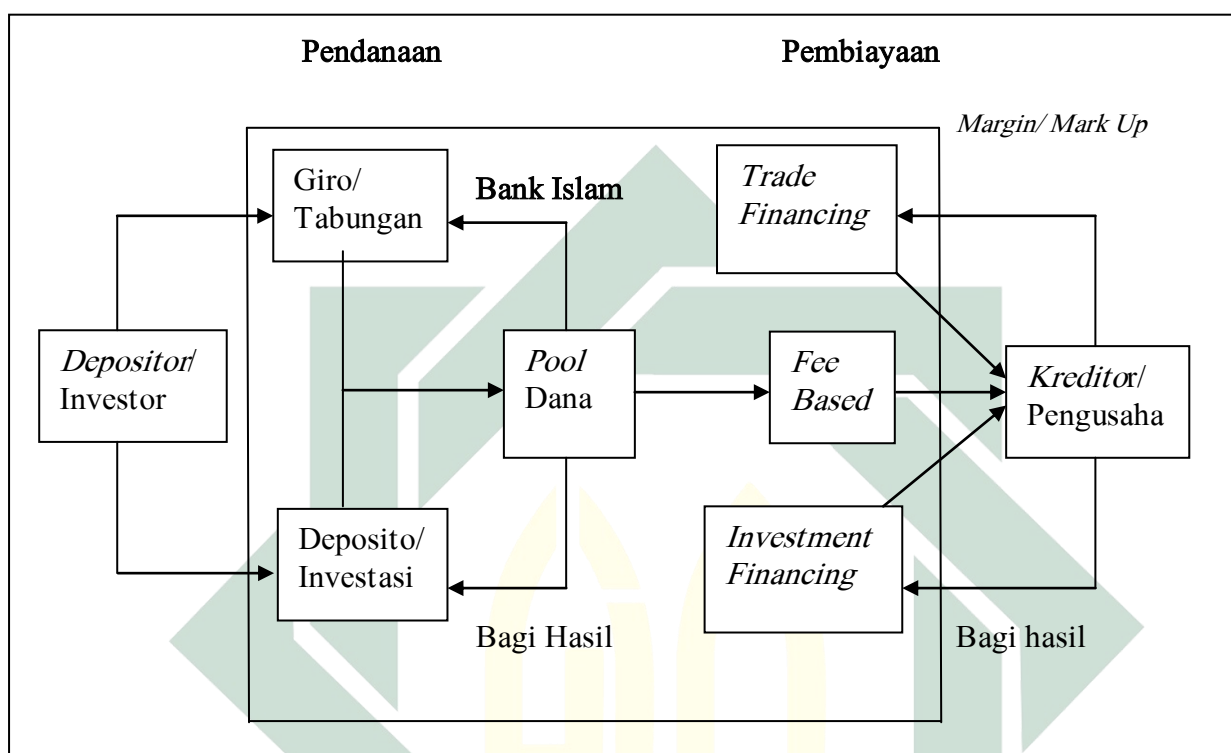 Pendanaan
Pembiayaan
Margin/ Mark Up
Giro/
Tabungan
Bank Islam
Trade
Financing
Depositor/
Investor
Pool
Dana
Fee
Based
Kreditor/
Pengusaha
Deposito/
Investasi
Investment
Financing
Bagi Hasil
Bagi hasil